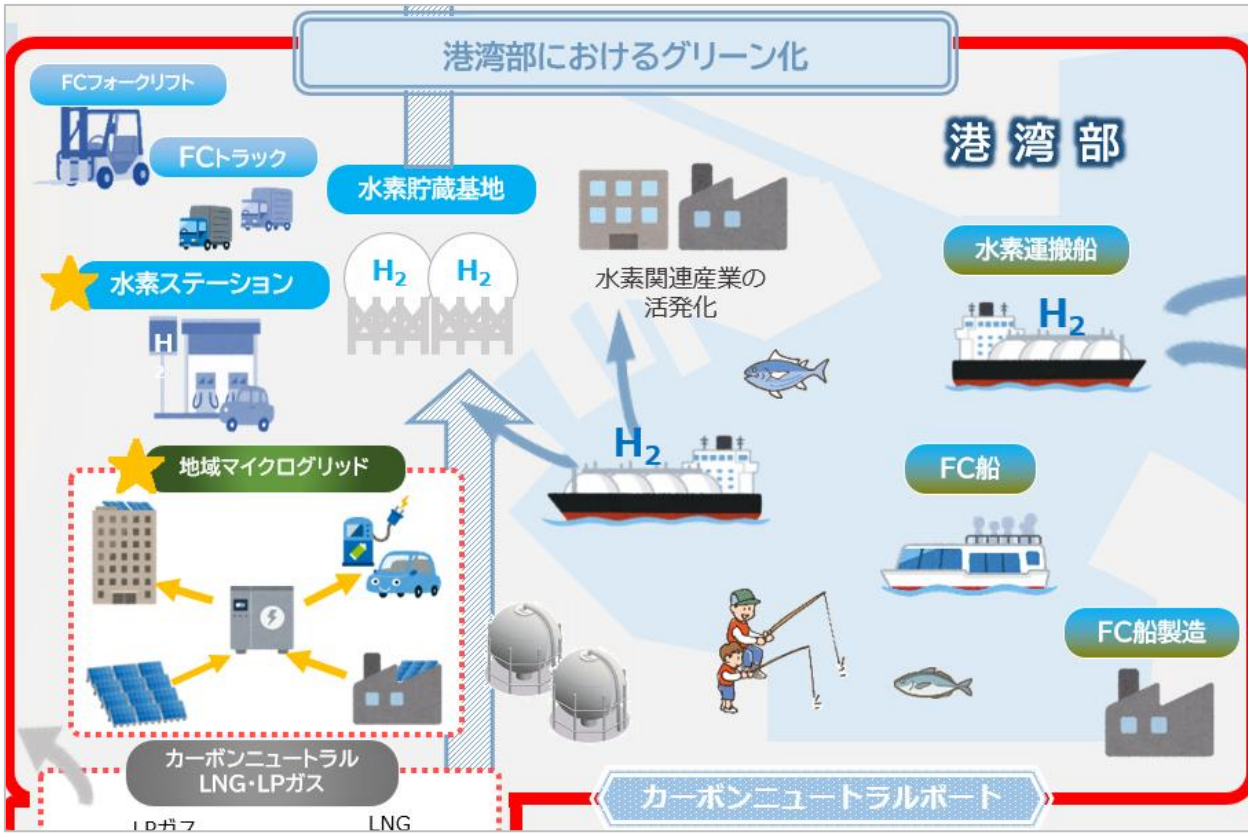 港湾部におけるグリーン化
FCフォークリフト
港湾部
FCトラック
水素貯蔵基地
水素運搬船
水素ステーション
H₂
H₂
水素関連産業の
活発化
H₂
H
2
H₂
地域マイクログリッド
FC船
FC船製造
カーボンニュートラル
LNG・LPガス
カーボンニュートラルポート
LPガス
LNG